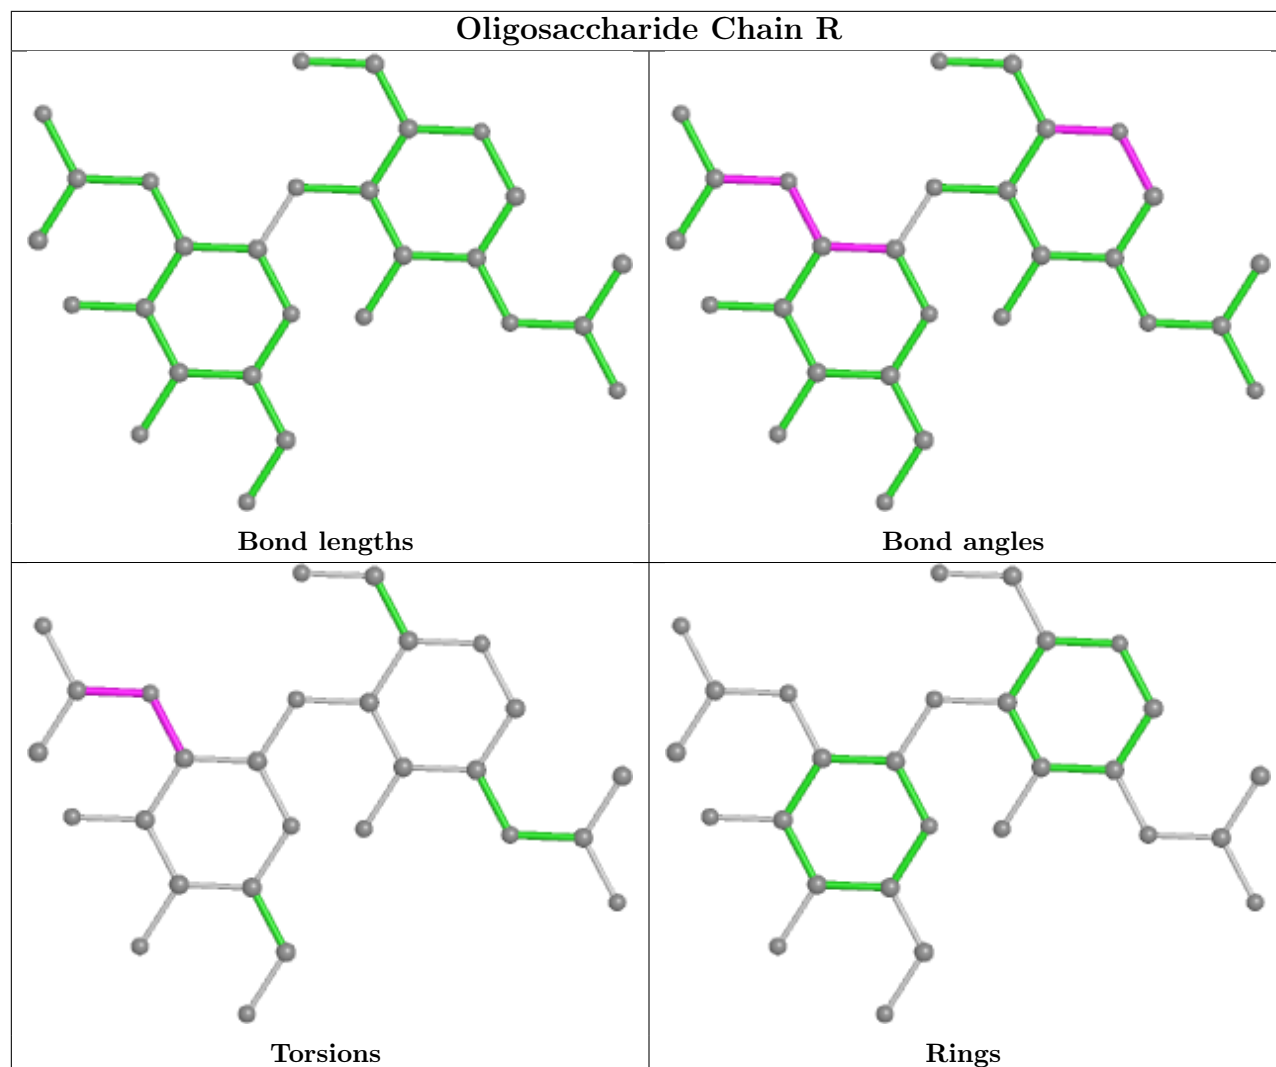 Oligosaccharide Chain R
Bond lengths
Bond angles
Torsions
Rings